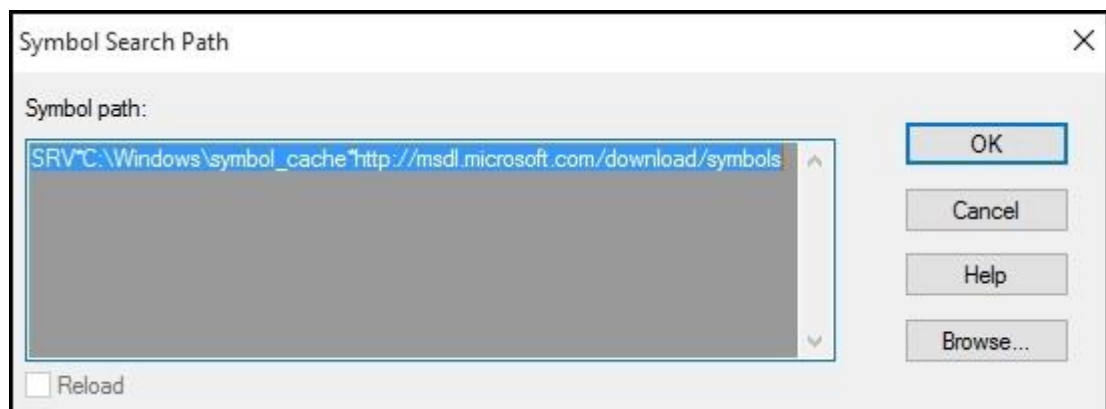 Symbol Search Path
Symbol path:
SRV*C:\Windows\symbol_cache*http://msdl.microsoft.com/download/symbols
OK
Cancel
Help
Browse...
Reload